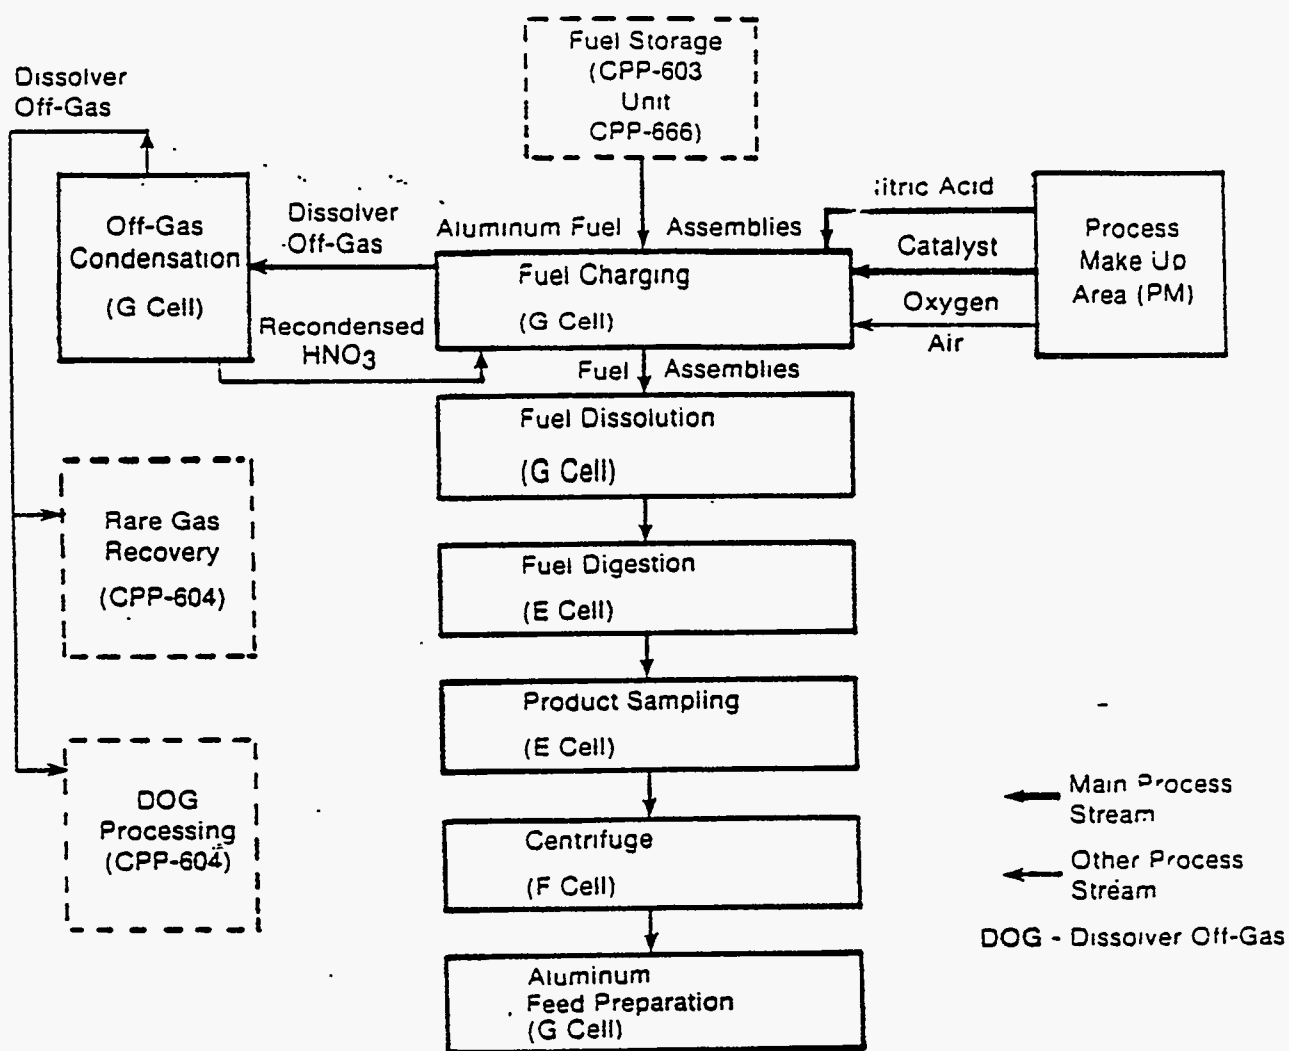 Fuel Storage
(CPP-603
Unit
CPP-666)
Dissolver
Off-Gas
Off-Gas
Condensation
(G Cell)
Dissolver
Off-Gas
Recondensed
HNO3
Aluminum Fuel Assemblies
Fuel Charging
(G Cell)
Acid
Catalyst
Oxygen
Air
Process
Make Up
Area (PM)
Fuel Assemblies
Fuel Dissolution
(G Cell)
Rare Gas
Recovery
(CPP-604)
Fuel Digestion
(E Cell)
Product Sampling
(E Cell)
DOG
Processing
(CPP-604)
Centrifuge
(F Cell)
Aluminum
Feed Preparation
(G Cell)
Main Process
Stream
Other Process
Stream
DOG - Dissolver Off-Gas